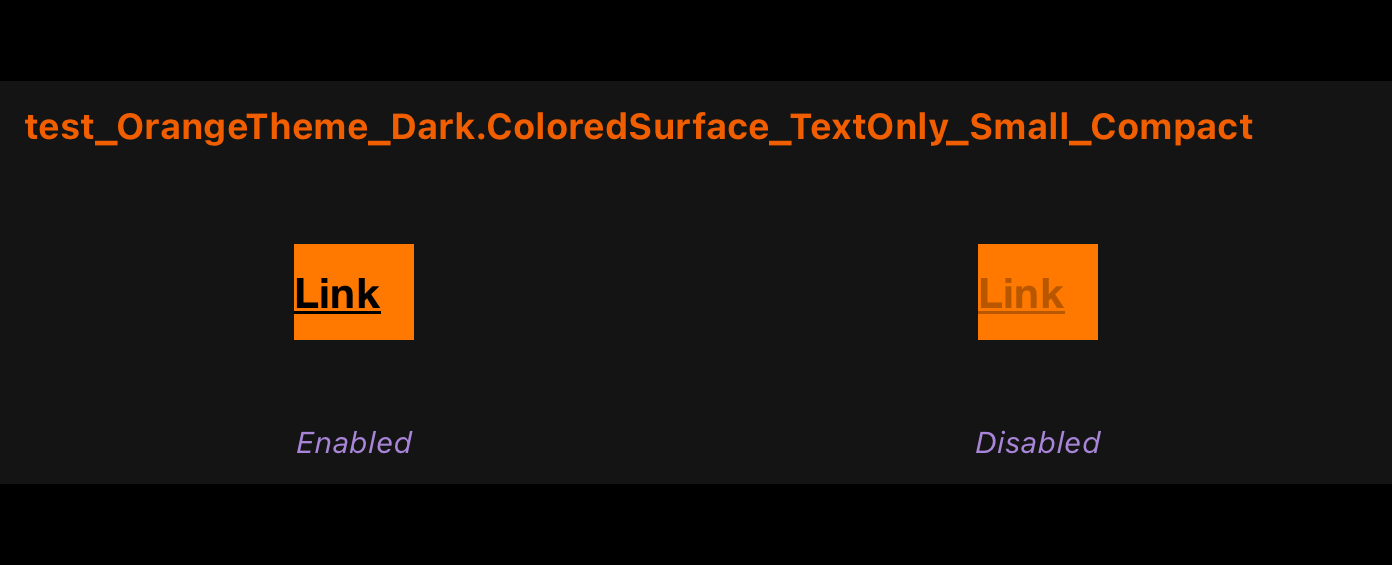 test_OrangeTheme_Dark.ColoredSurface_TextOnly_Small_Compact
Link Link
Enabled Disabled